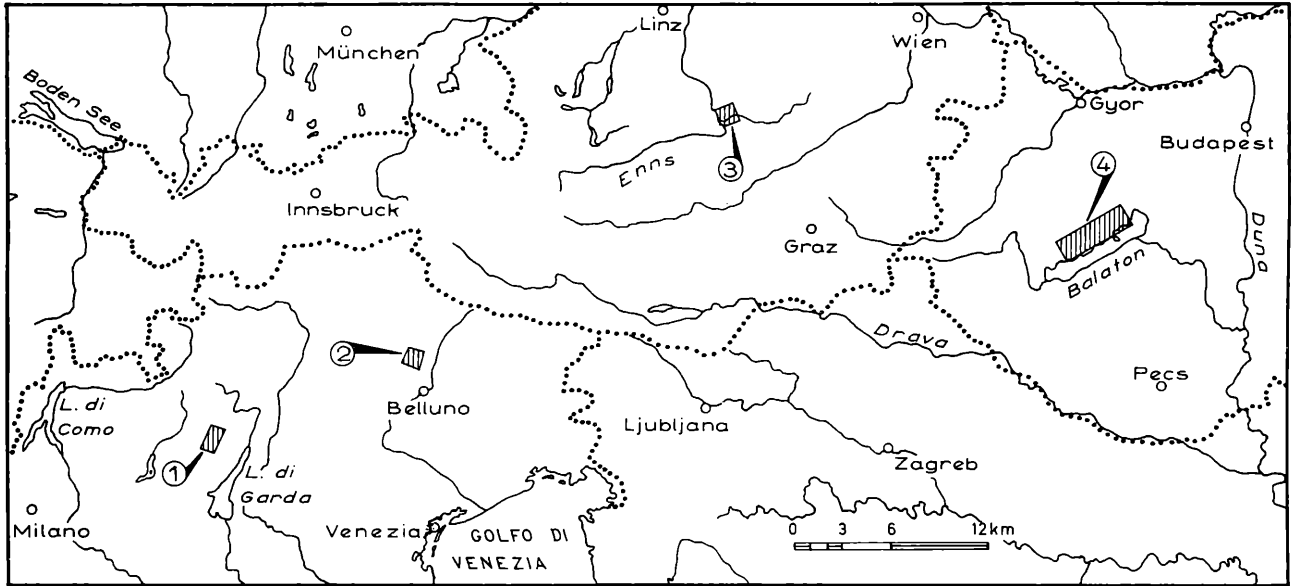 Linz
München
Wien
Boden See
Gyor
Budapest
3
4
Enns
Innsbruck
Graz
Duna
Balaton
Drava
2
Pecs
Belluno
L. di
Como
Ljubljana
1
L. di
Garda
Zagreb
Milano
Venezia
GOLFO DI
VENEZIA
0 3 6 12km